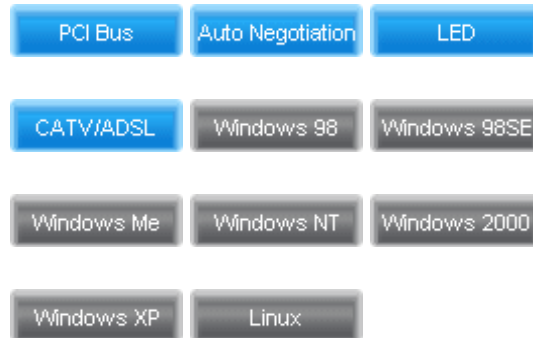 PCI Bus
Auto Negotiation
LED
CATV/ADSL
Windows 98
Windows 98SE
Windows Me
Windows NT
Windows 2000
Windows XP
Linux